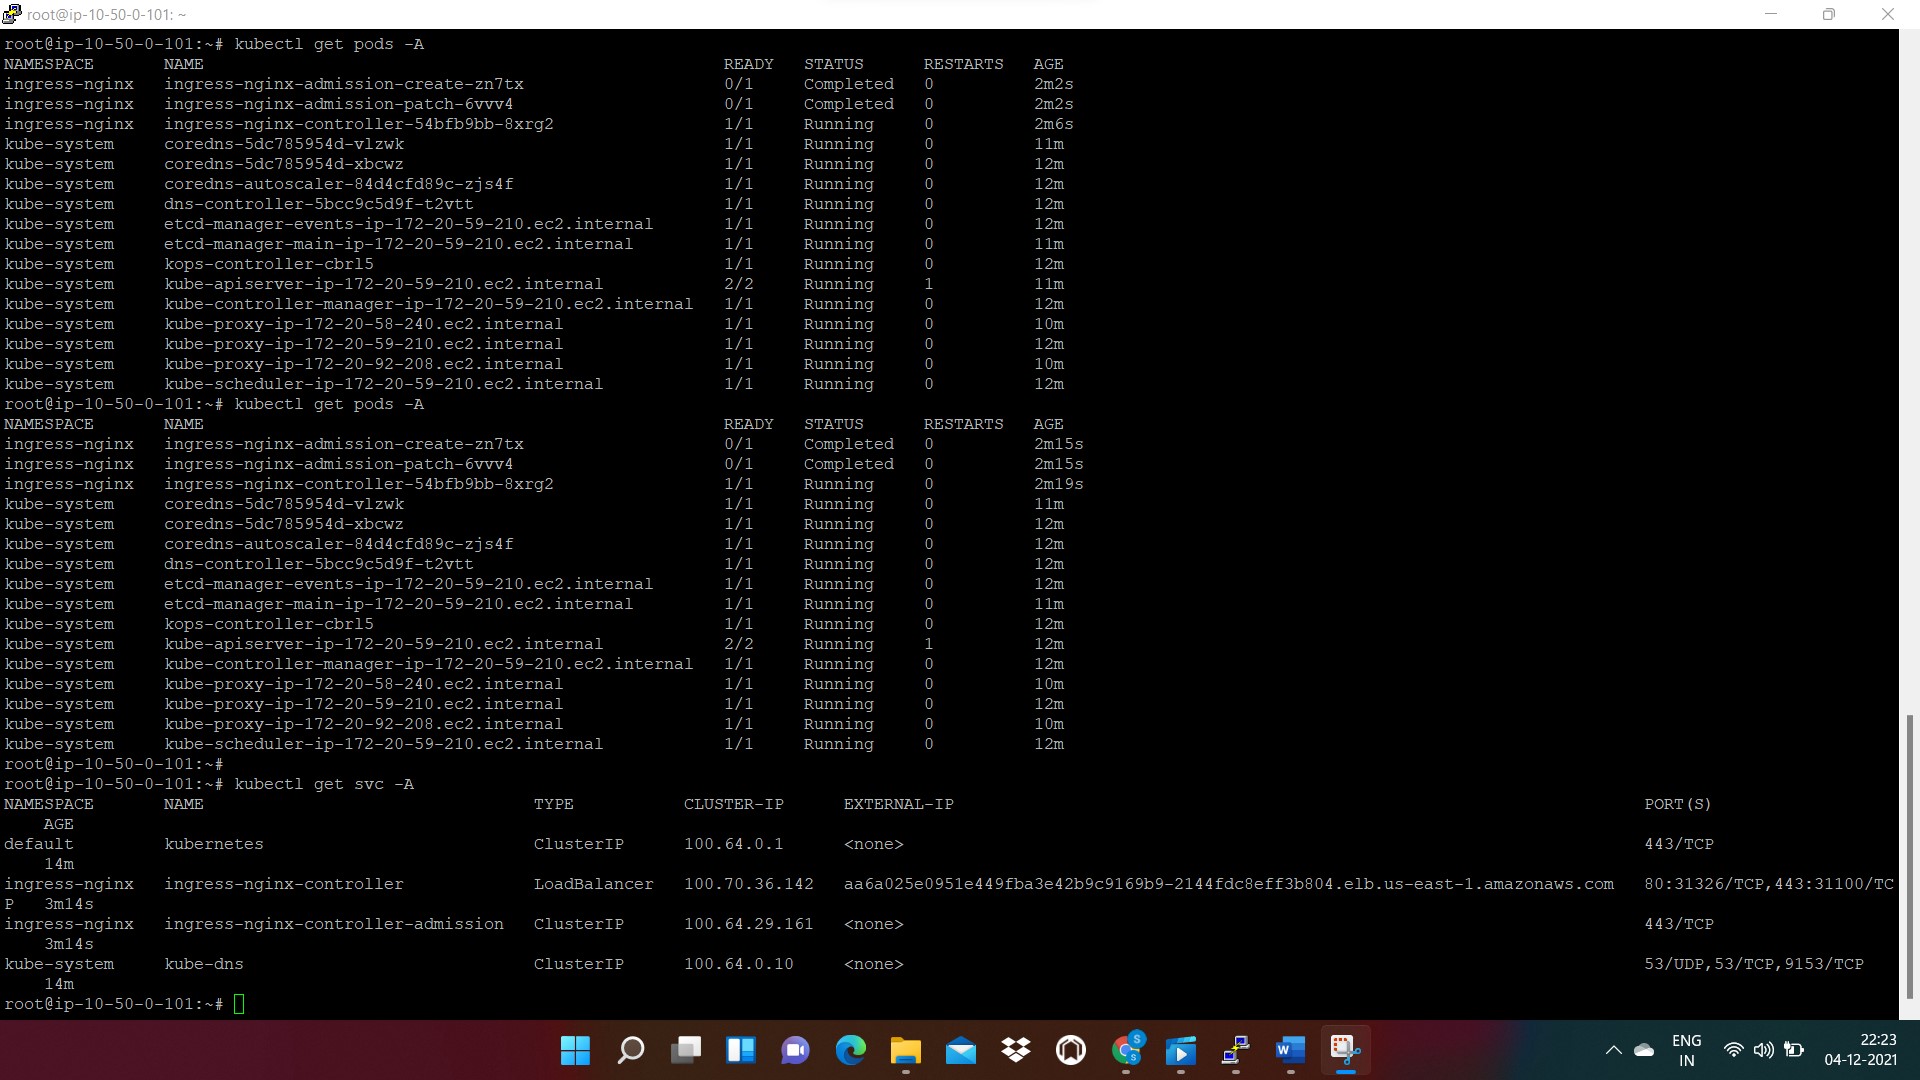 root@ip-10-50-0-101: ~
root@ip-10-50-0-101:~# kubectl get pods -A
NAMESPACE NAME READY STATUS RESTARTS AGE
ingress-nginx ingress-nginx-admission-create-zn7tx 0/1 Completed 0 2m2s
ingress-nginx ingress-nginx-admission-patch-6vvv4 0/1 Completed 0 2m2s
ingress-nginx ingress-nginx-controller-54bfb9bb-8xrg2 1/1 Running 0 2m6s
kube-system coredns-5dc785954d-vlzwk 1/1 Running 0 11m
kube-system coredns-5dc785954d-xbcwz 1/1 Running 0 12m
kube-system coredns-autoscaler-84d4cfd89c-zjs4f 1/1 Running 0 12m
kube-system dns-controller-5bcc9c5d9f-t2vtt 1/1 Running 0 12m
kube-system etcd-manager-events-ip-172-20-59-210.ec2.internal 1/1 Running 0 12m
kube-system etcd-manager-main-ip-172-20-59-210.ec2.internal 1/1 Running 0 11m
kube-system kops-controller-cbrl5 1/1 Running 0 12m
kube-system kube-apiserver-ip-172-20-59-210.ec2.internal 2/2 Running 1 11m
kube-system kube-controller-manager-ip-172-20-59-210.ec2.internal 1/1 Running 0 12m
kube-system kube-proxy-ip-172-20-58-240.ec2.internal 1/1 Running 0 10m
kube-system kube-proxy-ip-172-20-59-210.ec2.internal 1/1 Running 0 12m
kube-system kube-proxy-ip-172-20-92-208.ec2.internal 1/1 Running 0 10m
kube-system kube-scheduler-ip-172-20-59-210.ec2.internal 1/1 Running 0 12m
root@ip-10-50-0-101:~# kubectl get pods -A
NAMESPACE NAME READY STATUS RESTARTS AGE
ingress-nginx ingress-nginx-admission-create-zn7tx 0/1 Completed 0 2m15s
ingress-nginx ingress-nginx-admission-patch-6vvv4 0/1 Completed 0 2m15s
ingress-nginx ingress-nginx-controller-54bfb9bb-8xrg2 1/1 Running 0 2m19s
kube-system coredns-5dc785954d-vlzwk 1/1 Running 0 11m
kube-system coredns-5dc785954d-xbcwz 1/1 Running 0 12m
kube-system coredns-autoscaler-84d4cfd89c-zjs4f 1/1 Running 0 12m
kube-system dns-controller-5bcc9c5d9f-t2vtt 1/1 Running 0 12m
kube-system etcd-manager-events-ip-172-20-59-210.ec2.internal 1/1 Running 0 12m
kube-system etcd-manager-main-ip-172-20-59-210.ec2.internal 1/1 Running 0 11m
kube-system kops-controller-cbrl5 1/1 Running 0 12m
kube-system kube-apiserver-ip-172-20-59-210.ec2.internal 2/2 Running 1 12m
kube-system kube-controller-manager-ip-172-20-59-210.ec2.internal 1/1 Running 0 12m
kube-system kube-proxy-ip-172-20-58-240.ec2.internal 1/1 Running 0 10m
kube-system kube-proxy-ip-172-20-59-210.ec2.internal 1/1 Running 0 12m
kube-system kube-proxy-ip-172-20-92-208.ec2.internal 1/1 Running 0 10m
kube-system kube-scheduler-ip-172-20-59-210.ec2.internal 1/1 Running 0 12m
root@ip-10-50-0-101:~#
root@ip-10-50-0-101:~# kubectl get svc -A
NAMESPACE NAME TYPE CLUSTER-IP EXTERNAL-IP PORT(S)
AGE
default kubernetes ClusterIP 100.64.0.1 <none> 443/TCP
14m
ingress-nginx ingress-nginx-controller LoadBalancer 100.70.36.142 aa6a025e0951e449fba3e42b9c9169b9-2144fdc8eff3b804.elb.us-east-1.amazonaws.com 80:31326/TCP,443:31100/TC
P 3m14s
ingress-nginx ingress-nginx-controller-admission ClusterIP 100.64.29.161 <none> 443/TCP
3m14s
kube-system kube-dns ClusterIP 100.64.0.10 <none> 53/UDP,53/TCP,9153/TCP
14m
root@ip-10-50-0-101:~#
ENG
IN
22:23
04-12-2021